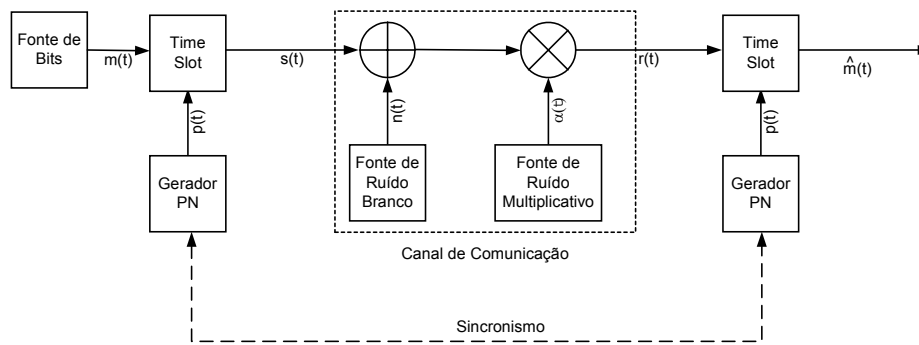 Fonte de
Bits
m(t)
Time
Slot
s(t)
r(t)
Time
Slot
m̂(t)
p(t)
n(t)
α(t)
p(t)
Gerador
PN
Fonte de
Ruído
Branco
Fonte de
Ruído
Multiplicativo
Gerador
PN
Canal de Comunicação
Sincronismo